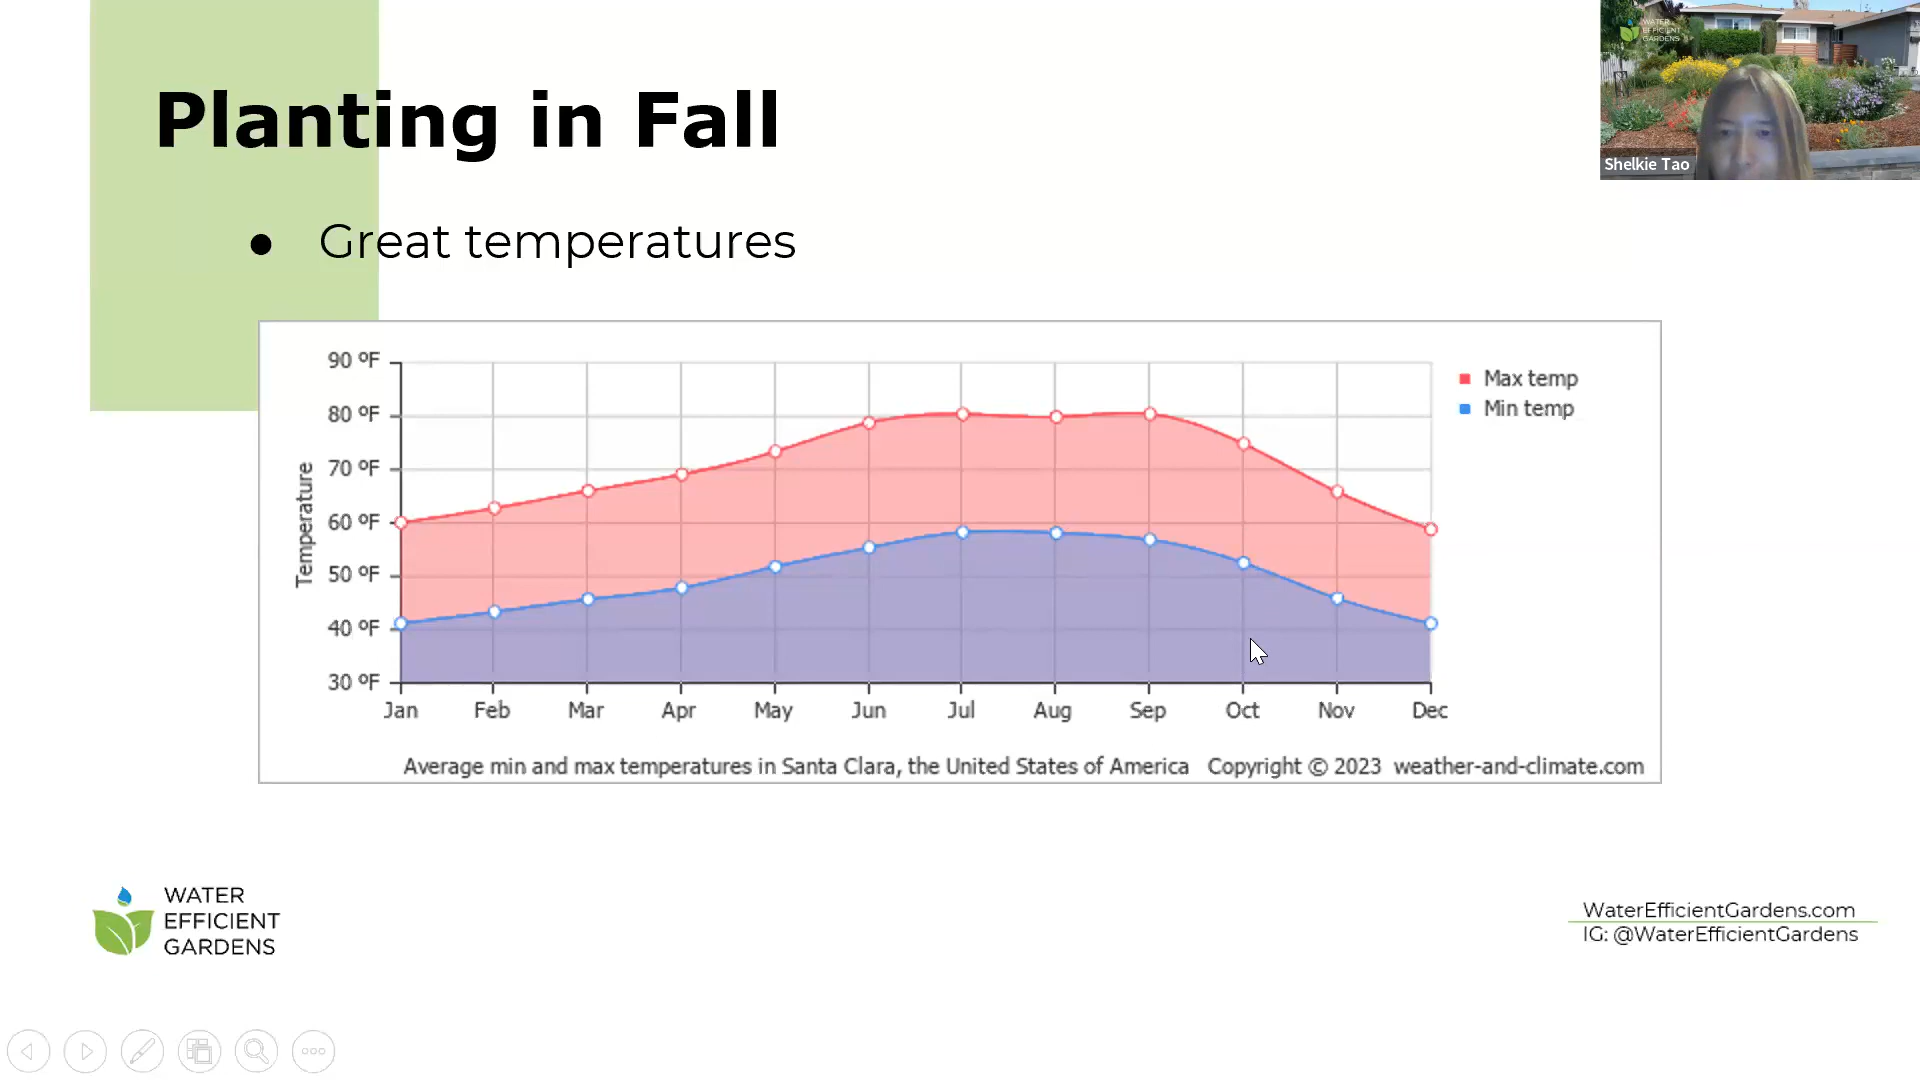 WATER
EFFICIENT
GARDENS
Shelkie Tao
Planting in Fall
● Great temperatures
90 ºF
80 ºF
70 ºF
60 ºF
50 ºF
40 ºF
30 ºF
Temperature
Jan Feb Mar Apr May Jun Jul Aug Sep Oct Nov Dec
Max temp
Min temp
Average min and max temperatures in Santa Clara, the United States of America Copyright © 2023 weather-and-climate.com
WATER
EFFICIENT
GARDENS
WaterEfficientGardens.com
IG: @WaterEfficientGardens